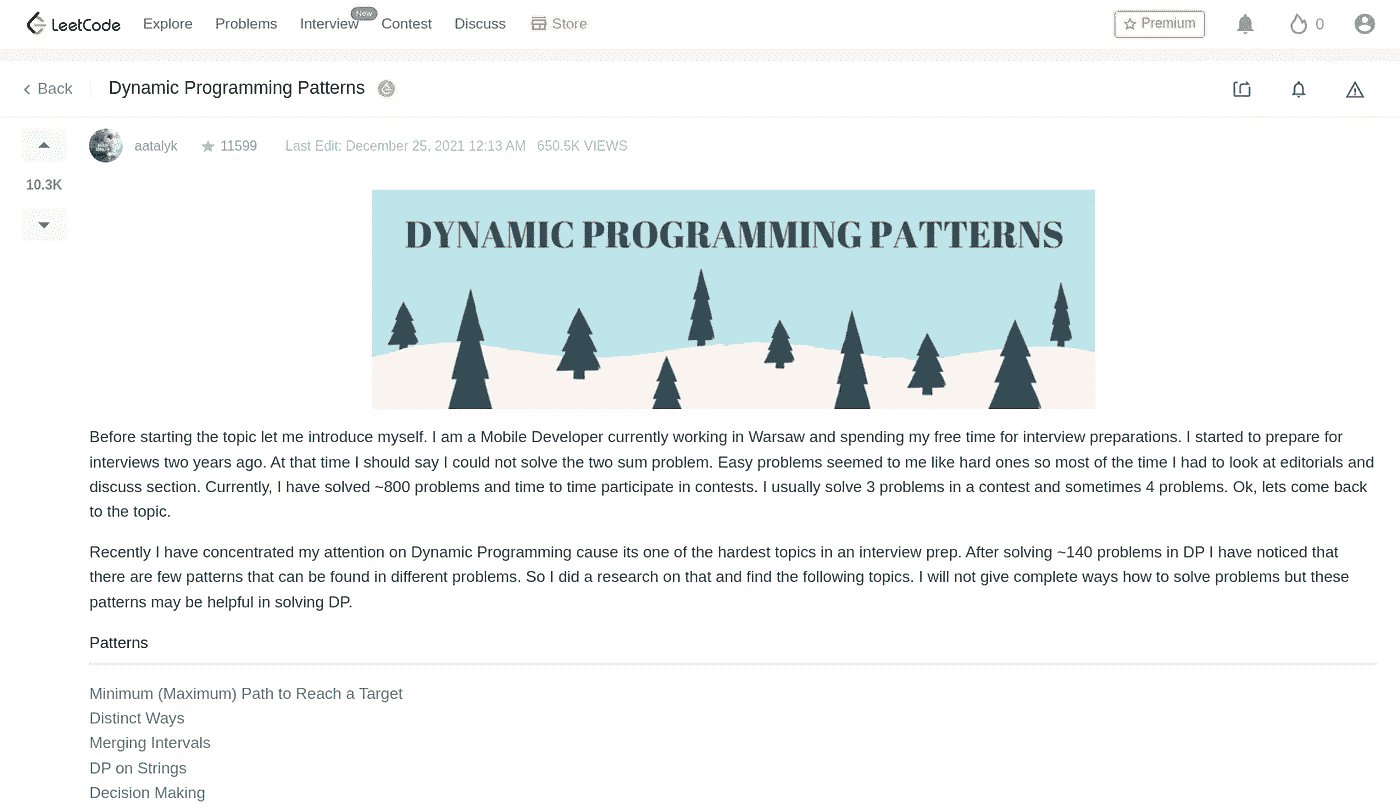 LeetCode Explore Problems Interview New Contest Discuss Store Premium 0
Back Dynamic Programming Patterns
aatalyk 11599 Last Edit: December 25, 2021 12:13 AM 650.5K VIEWS
10.3K
DYNAMIC PROGRAMMING PATTERNS
Before starting the topic let me introduce myself. I am a Mobile Developer currently working in Warsaw and spending my free time for interview preparations. I started to prepare for
interviews two years ago. At that time I should say I could not solve the two sum problem. Easy problems seemed to me like hard ones so most of the time I had to look at editorials and
discuss section. Currently, I have solved ~800 problems and time to time participate in contests. I usually solve 3 problems in a contest and sometimes 4 problems. Ok, lets come back
to the topic.
Recently I have concentrated my attention on Dynamic Programming cause its one of the hardest topics in an interview prep. After solving ~140 problems in DP I have noticed that
there are few patterns that can be found in different problems. So I did a research on that and find the following topics. I will not give complete ways how to solve problems but these
patterns may be helpful in solving DP.
Patterns
Minimum (Maximum) Path to Reach a Target
Distinct Ways
Merging Intervals
DP on Strings
Decision Making